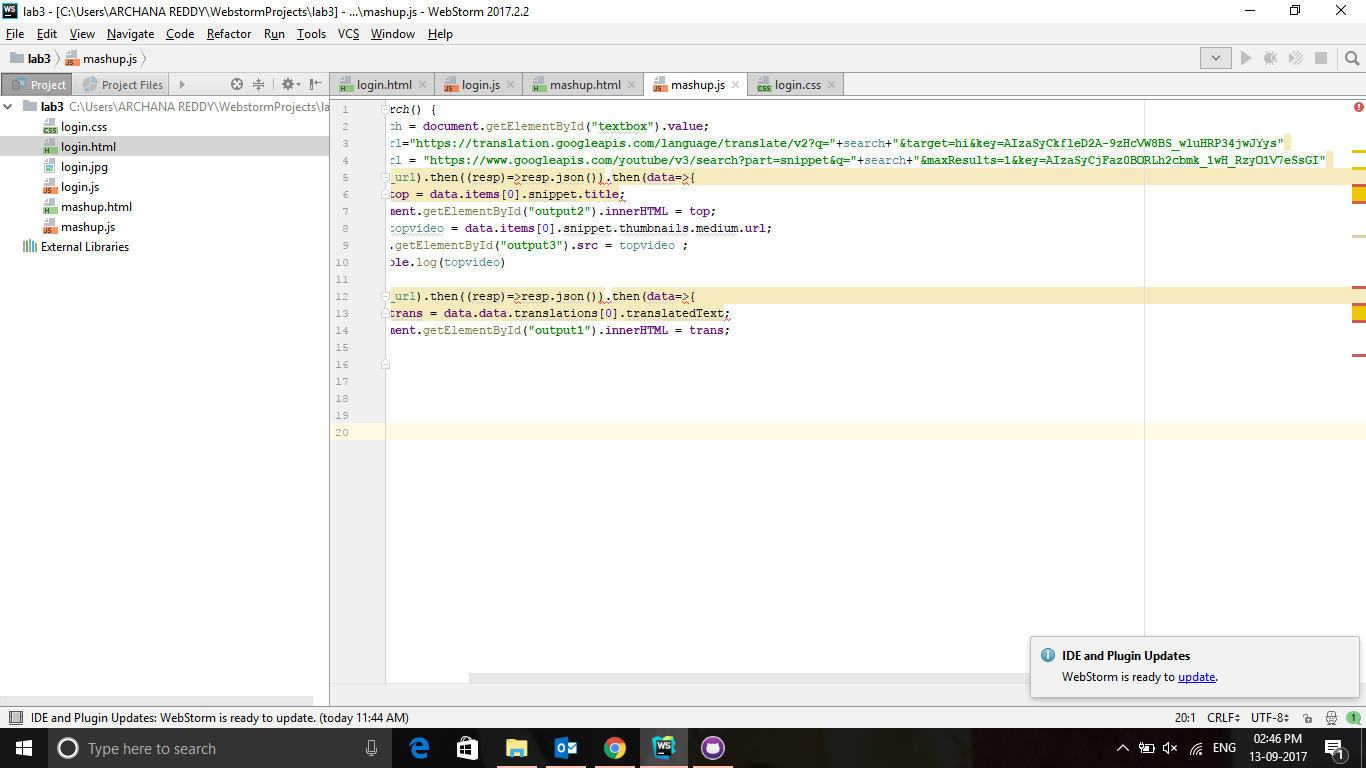 lab3 - [C:\Users\ARCHANA REDDY\WebstormProjects\lab3] - ...\mashup.js - WebStorm 2017.2.2
File Edit View Navigate Code Refactor Run Tools VCS Window Help
lab3 mashup.js
Project Project Files
login.html login.js mashup.html mashup.js login.css
lab3 C:\Users\ARCHANA REDDY\WebstormProjects\la
login.css
login.html
login.jpg
login.js
mashup.html
mashup.js
External Libraries
1 rch() {
2 ch = document.getElementById("textbox").value;
3 rl="https://translation.googleapis.com/language/translate/v2?q="+search+"&target=hi&key=AIzaSyCkfleD2A-9zHcVW8BS_wluHRP34jwJYys"
4 rl = "https://www.googleapis.com/youtube/v3/search?part=snippet&q="+search+"&maxResults=1&key=AIzaSyCjFaz0BORLh2cbmk_1wH_RzyO1V7eSsGI"
5 _url).then((resp)=>resp.json()).then(data=>{
6 top = data.items[0].snippet.title;
7 ment.getElementById("output2").innerHTML = top;
8 topvideo = data.items[0].snippet.thumbnails.medium.url;
9 .getElementById("output3").src = topvideo ;
10 ole.log(topvideo)
11
12 _url).then((resp)=>resp.json()).then(data=>{
13 trans = data.data.translations[0].translatedText;
14 ment.getElementById("output1").innerHTML = trans;
15
16
17
18
19
20
IDE and Plugin Updates
WebStorm is ready to update.
IDE and Plugin Updates: WebStorm is ready to update. (today 11:44 AM)
20:1 CRLF UTF-8 1
Type here to search
ENG
02:46 PM
13-09-2017
1